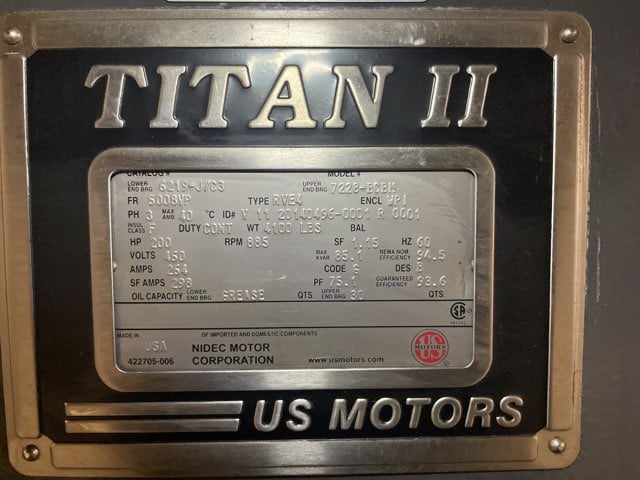 TITAN II
CATALOG # MODEL #
LOWER END BRG 6219-J/C3 UPPER END BRG 7228-BCBM
FR 5008VP TYPE RVE4 ENCL WPI
PH 3 MAX AMB 40 °C ID# V 11 20140496-0001 R 0001
INSUL CLASS F DUTY CONT WT 4100 LBS BAL
HP 200 RPM 885 SF 1.15 HZ 60
VOLTS 460 MAX KVAR 85.1 NEMA NOM EFFICIENCY 94.5
AMPS 264 CODE G DES B
SF AMPS 298 PF 75.1 GUARANTEED EFFICIENCY 93.6
OIL CAPACITY LOWER END BRG GREASE QTS. UPPER END BRG 30 QTS.
MADE IN USA OF IMPORTED AND DOMESTIC COMPONENTS
NIDEC MOTOR
422705-006 CORPORATION www.usmotors.com
US MOTORS
US MOTORS